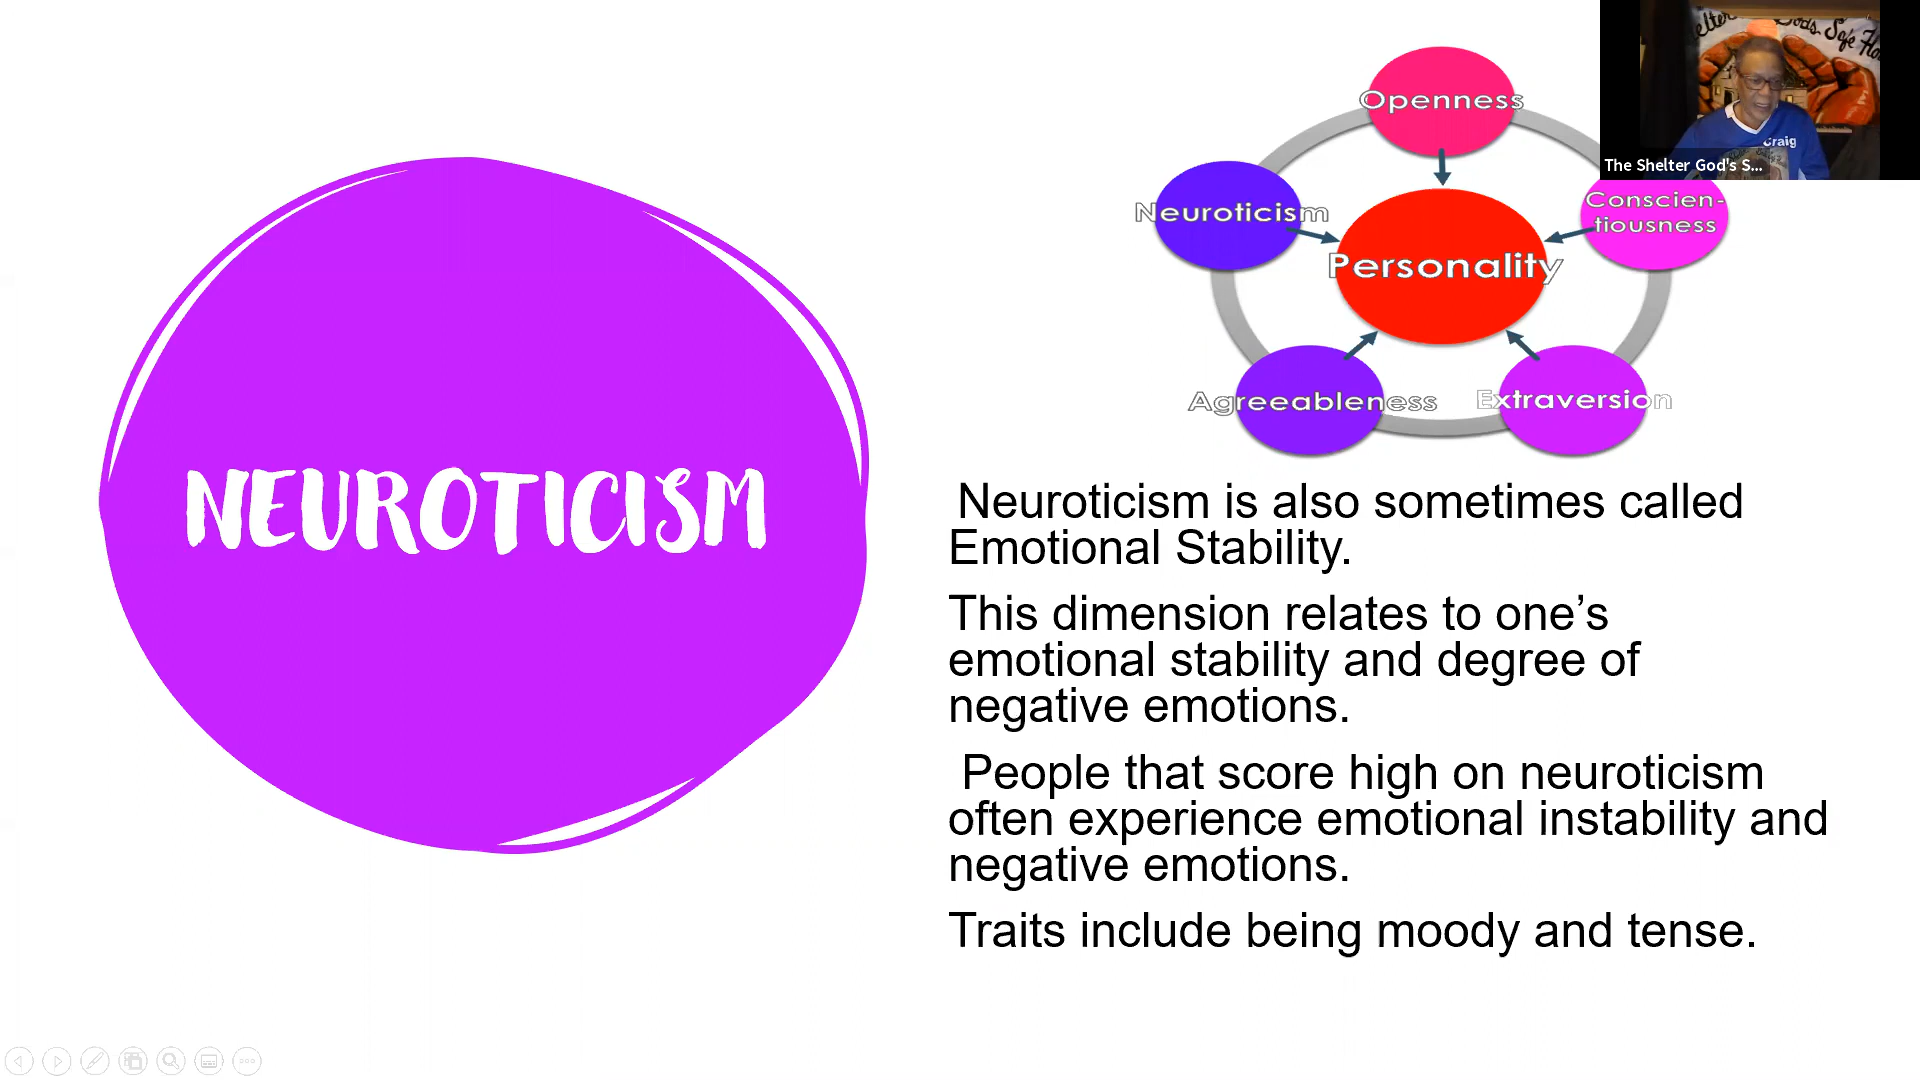 NEUROTICISM
Openness
Neuroticism
Conscien-
tiousness
Personality
Agreeableness
Extraversion
Neuroticism is also sometimes called
Emotional Stability.
This dimension relates to one’s
emotional stability and degree of
negative emotions.
People that score high on neuroticism
often experience emotional instability and
negative emotions.
Traits include being moody and tense.
Craig
The Shelter God's S...